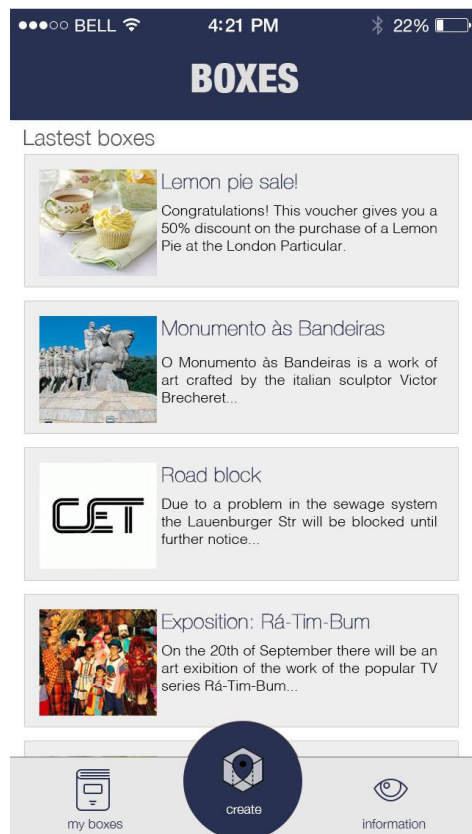 BELL 4:21 PM 22%
BOXES
Lastest boxes
Lemon pie sale!
Congratulations! This voucher gives you a
50% discount on the purchase of a Lemon
Pie at the London Particular.
Monumento às Bandeiras
O Monumento às Bandeiras is a work of
art crafted by the italian sculptor Victor
Brecheret...
CET
Road block
Due to a problem in the sewage system
the Lauenburger Str will be blocked until
further notice...
Exposition: Rá-Tim-Bum
On the 20th of September there will be an
art exibition of the work of the popular TV
series Rá-Tim-Bum...
my boxes
create
information